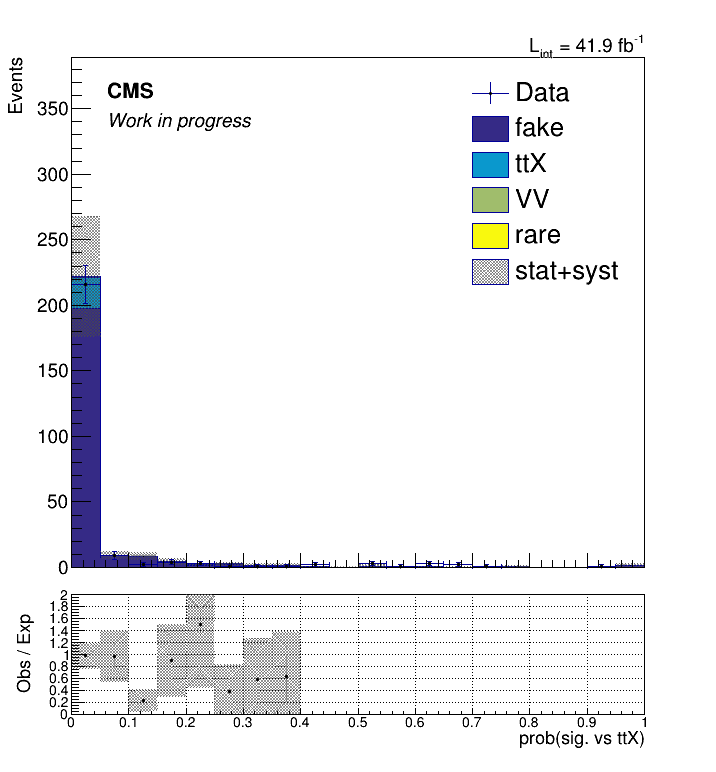 L_int = 41.9 fb^-1
Events
CMS
Work in progress
Data
fake
ttX
VV
rare
stat+syst
350
300
250
200
150
100
50
0
Obs / Exp
2
1.8
1.6
1.4
1.2
1
0.8
0.6
0.4
0.2
0
0 0.1 0.2 0.3 0.4 0.5 0.6 0.7 0.8 0.9 1
prob(sig. vs ttX)